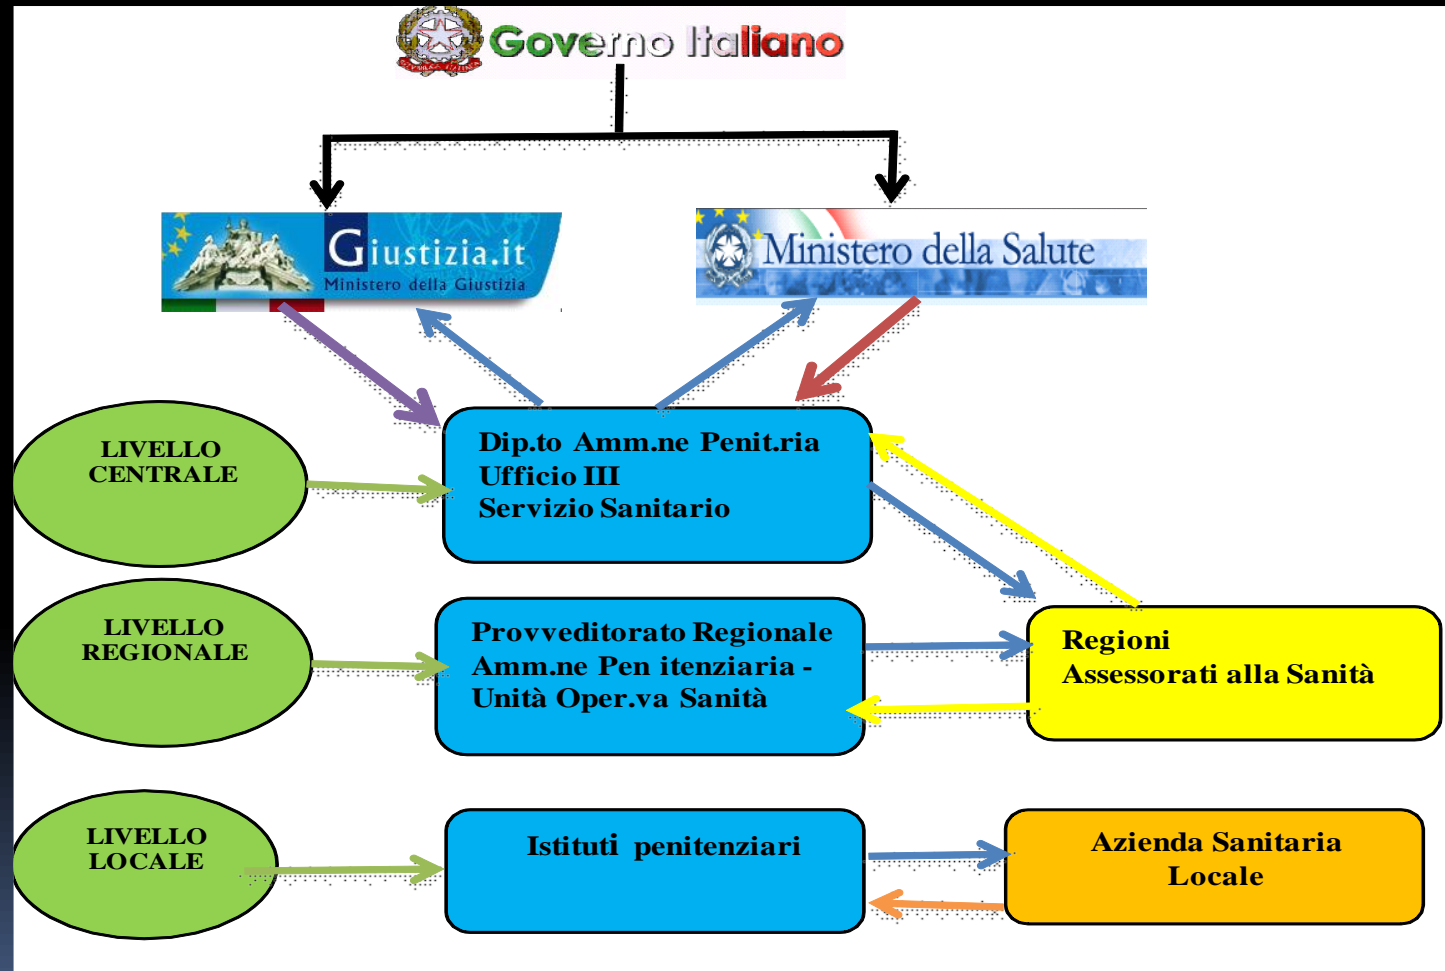 Governo Italiano
Giustizia.it
Ministero della Giustizia
Ministero della Salute
LIVELLO
CENTRALE
Dip.to Amm.ne Penit.ria
Ufficio III
Servizio Sanitario
LIVELLO
REGIONALE
Provveditorato Regionale
Amm.ne Pen itenziaria -
Unità Oper.va Sanità
Regioni
Assessorati alla Sanità
LIVELLO
LOCALE
Istituti penitenziari
Azienda Sanitaria
Locale